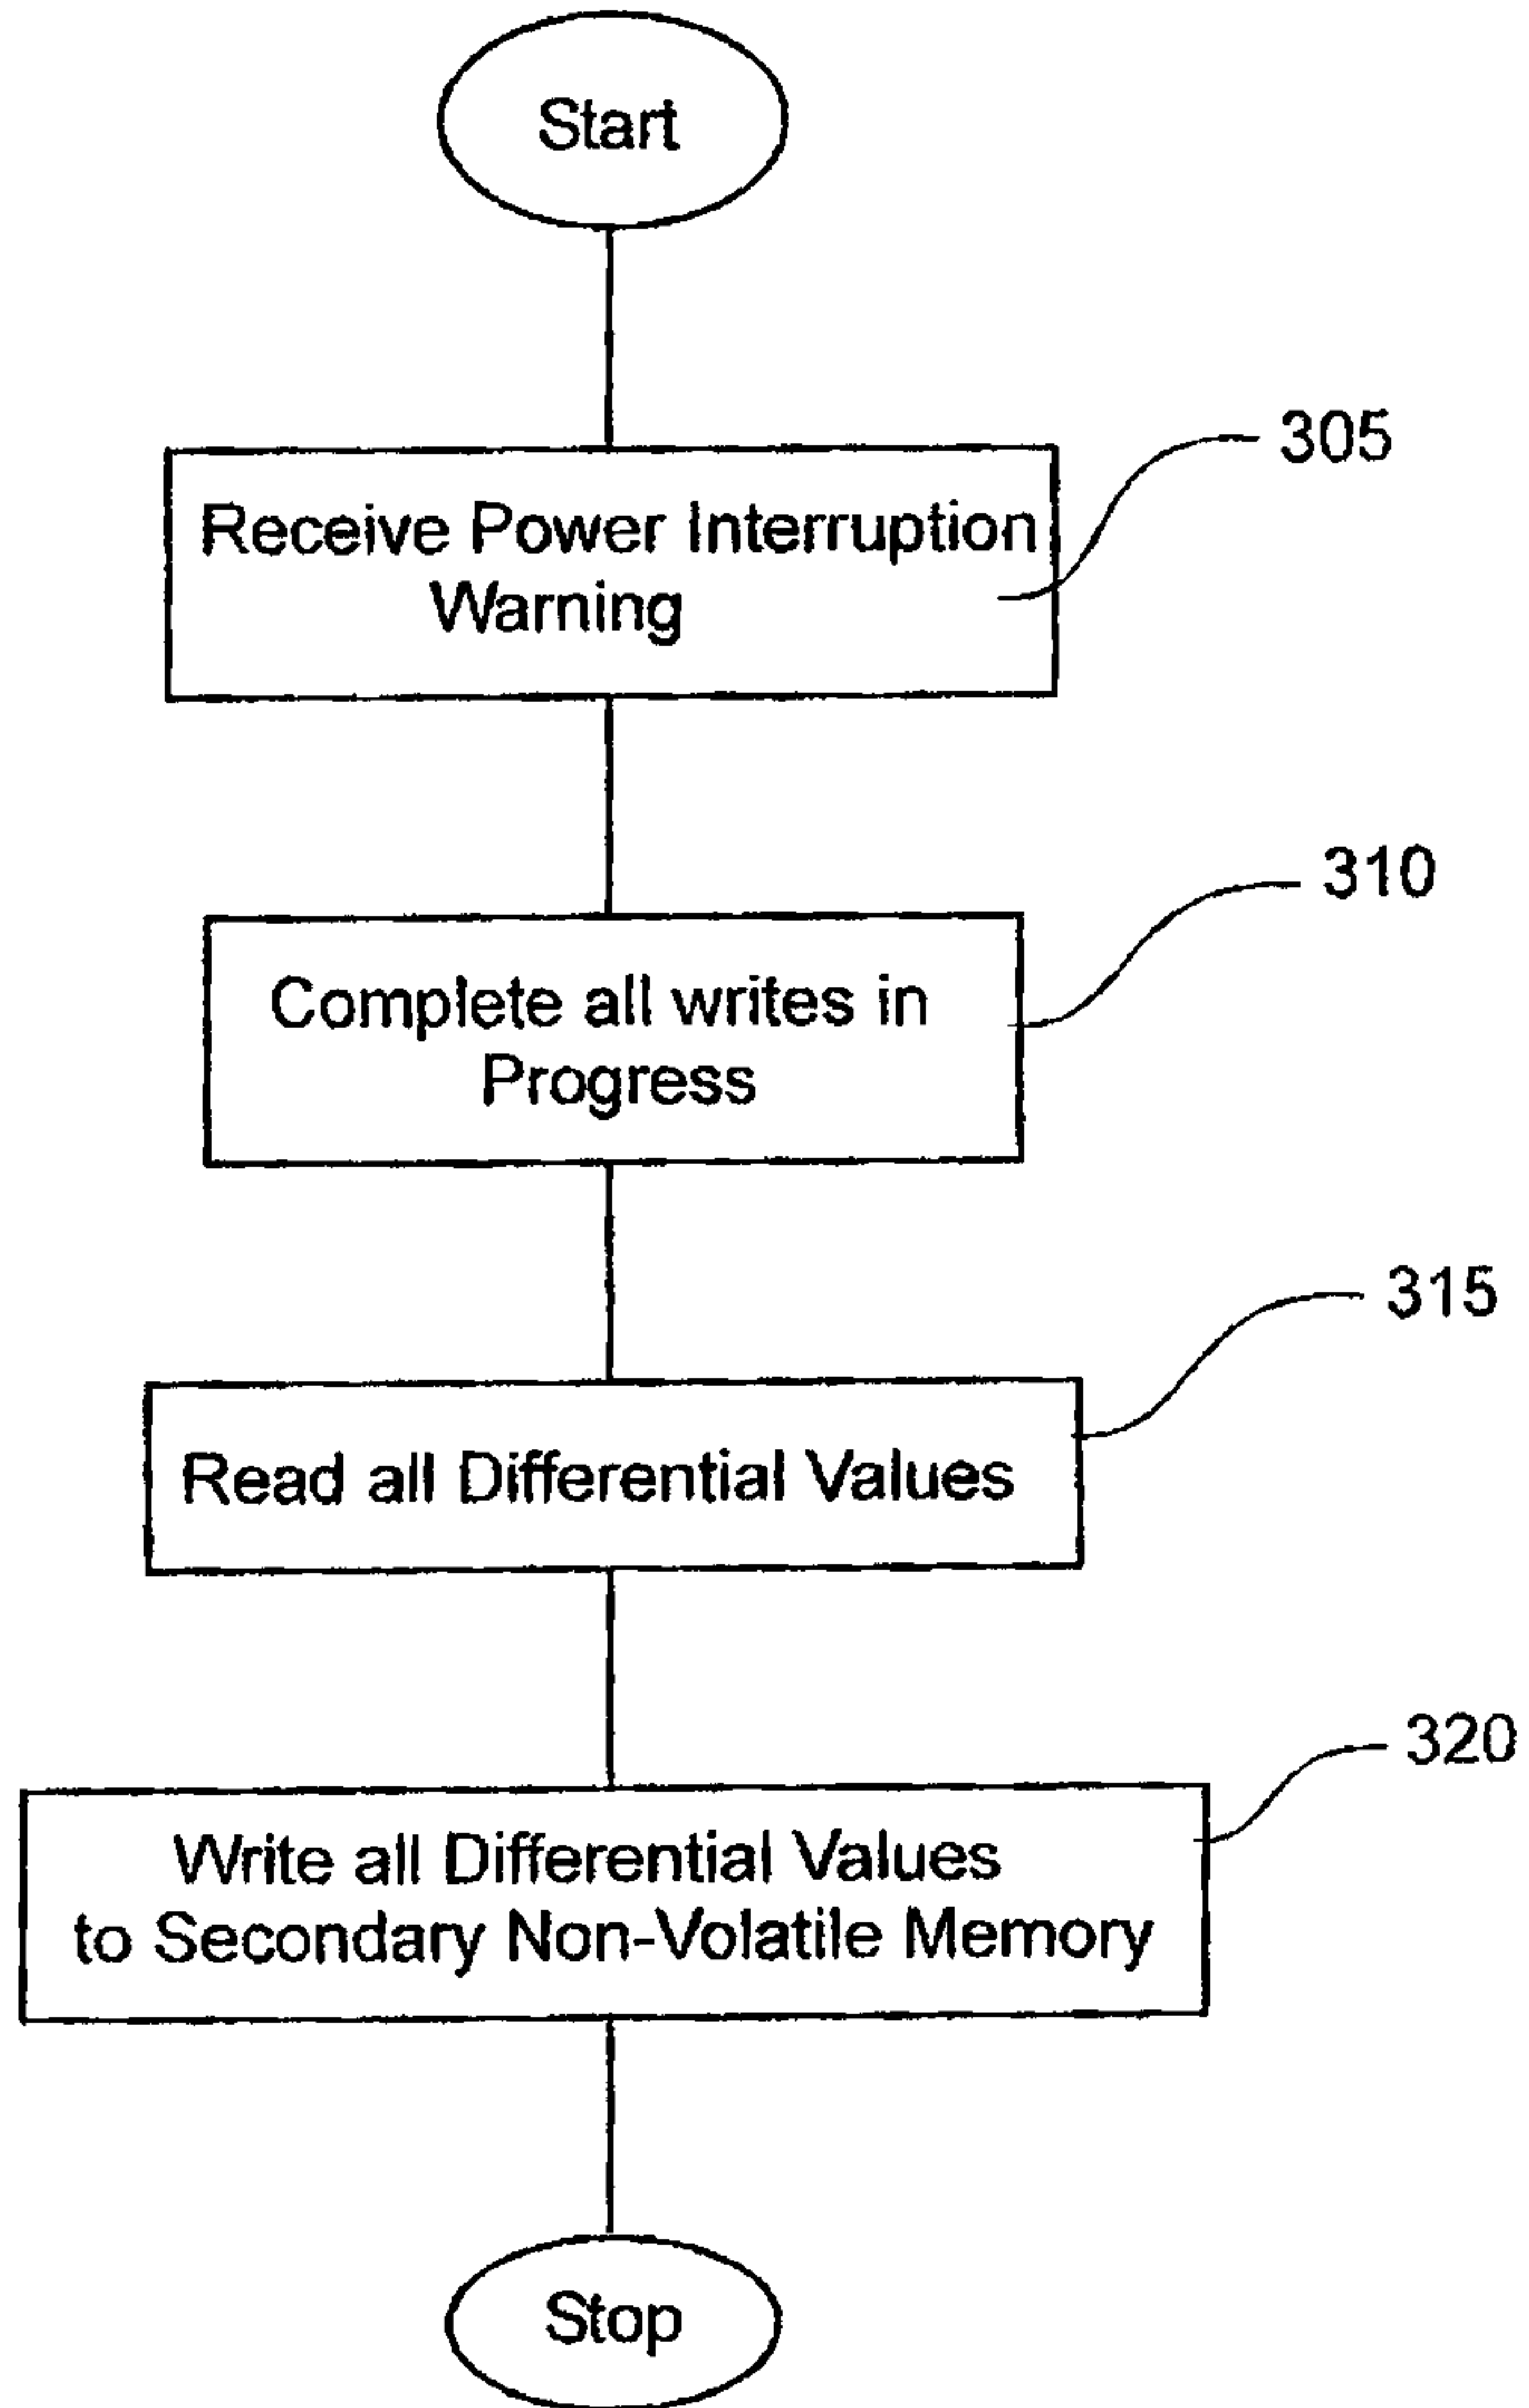 Start
305
Receive Power Interruption
Warning
310
Complete all writes in
Progress
315
Read all Differential Values
320
Write all Differential Values
to Secondary Non-Volatile Memory
Stop